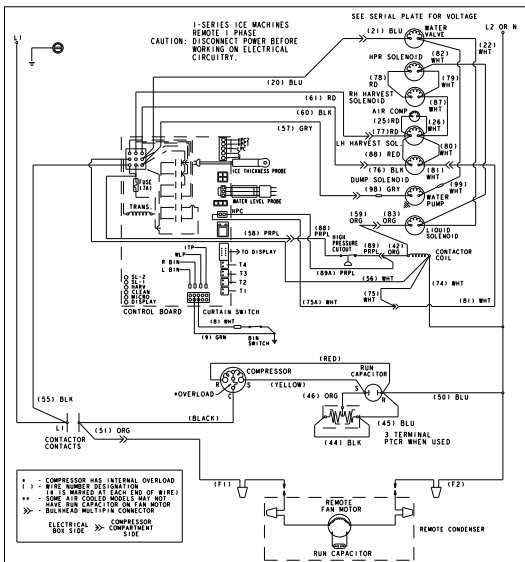 SEE SERIAL PLATE FOR VOLTAGE
L1
I-SERIES ICE MACHINES
REMOTE 1 PHASE
CAUTION: DISCONNECT POWER BEFORE
WORKING ON ELECTRICAL
CIRCUITRY.
L2 OR N
WATER
VALVE
(21) BLU
(22)
WHT
(20) BLU
HPR SOLENOID
(82)
WHT
(78)
RD
(79)
WHT
RH HARVEST
SOLENOID
(61) RD
(87)
WHT
AIR COMP
(25)RD
(26)
WHT
(60) BLK
(77)RD
LH HARVEST SOL.
(80)
WHT
(57) GRY
(88) RED
(76) BLK
(81)
WHT
DUMP SOLENOID
(98) GRY
(99)
WHT
WATER
PUMP
(59)
ORG
(83)
ORG
LIQUID
SOLENOID
FUSE
(7A)
TRANS.
ICE THICKNESS PROBE
WATER LEVEL PROBE
HPC
(58) PRPL
(88)
PRPL
HIGH
PRESSURE
CUTOUT
(89)
PRPL
(42)
ORG
CONTACTOR
COIL
(89A) PRPL
TO DISPLAY
(56) WHT
(74) WHT
(75)
WHT
(75A) WHT
(81) WHT
ITP
WLP
R BIN
L BIN
T4
T3
T2
T1
SL-2
SL-1
HARV
CLEAN
MICRO
DISPLAY
CONTROL BOARD
CURTAIN SWITCH
(8) WHT
(9) GRN
BIN
SWITCH
(RED)
COMPRESSOR
RUN
CAPACITOR
R
S
C
*OVERLOAD
(YELLOW)
S
R
(50) BLU
(46) ORG
(55) BLK
(BLACK)
(45) BLU
(44) BLK
3 TERMINAL
PTCR WHEN USED
L1
(51) ORG
CONTACTOR
CONTACTS
(F1)
(F2)
* - COMPRESSOR HAS INTERNAL OVERLOAD
( ) - WIRE NUMBER DESIGNATION
(# IS MARKED AT EACH END OF WIRE)
** - SOME AIR COOLED MODELS MAY NOT
HAVE RUN CAPACITOR ON FAN MOTOR
>>- - BULKHEAD MULTIPIN CONNECTOR
ELECTRICAL
BOX SIDE
>>-
COMPRESSOR
COMPARTMENT
SIDE
REMOTE
FAN MOTOR
RUN CAPACITOR
REMOTE CONDENSER